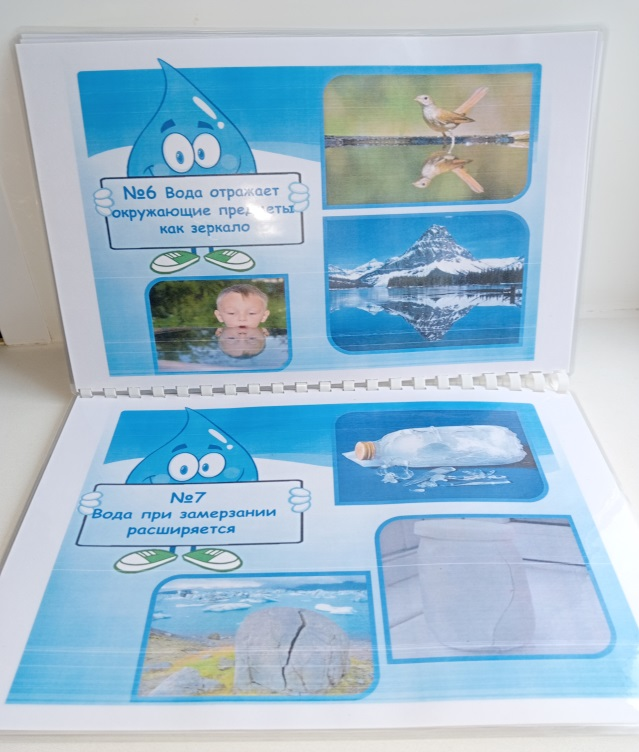 №6 Вода отражает
окружающие предметы
как зеркало
№7
Вода при замерзании
расширяется